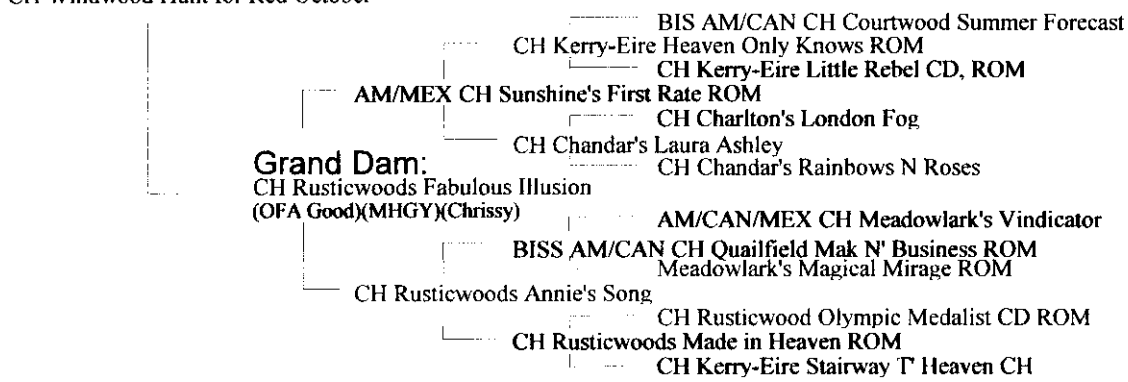 CH Windwood Hunt for Red October
BIS AM/CAN CH Courtwood Summer Forecast
CH Kerry-Eire Heaven Only Knows ROM
CH Kerry-Eire Little Rebel CD, ROM
AM/MEX CH Sunshine's First Rate ROM
CH Charlton's London Fog
CH Chandar's Laura Ashley
CH Chandar's Rainbows N Roses
Grand Dam:
CH Rusticwoods Fabulous Illusion
(OFA Good)(MHGY)(Chrissy)
AM/CAN/MEX CH Meadowlark's Vindicator
BISS AM/CAN CH Quailfield Mak N' Business ROM
Meadowlark's Magical Mirage ROM
CH Rusticwoods Annie's Song
CH Rusticwood Olympic Medalist CD ROM
CH Rusticwoods Made in Heaven ROM
CH Kerry-Eire Stairway T' Heaven CH